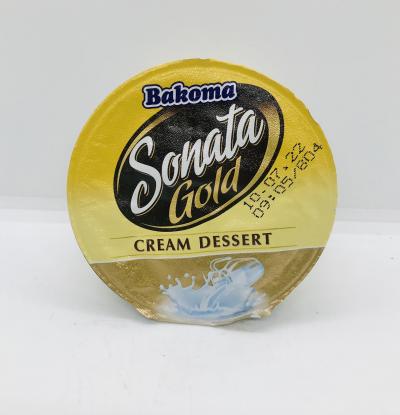 Bakoma
Sonata
Gold
10-07.22
09:05/804
CREAM DESSERT